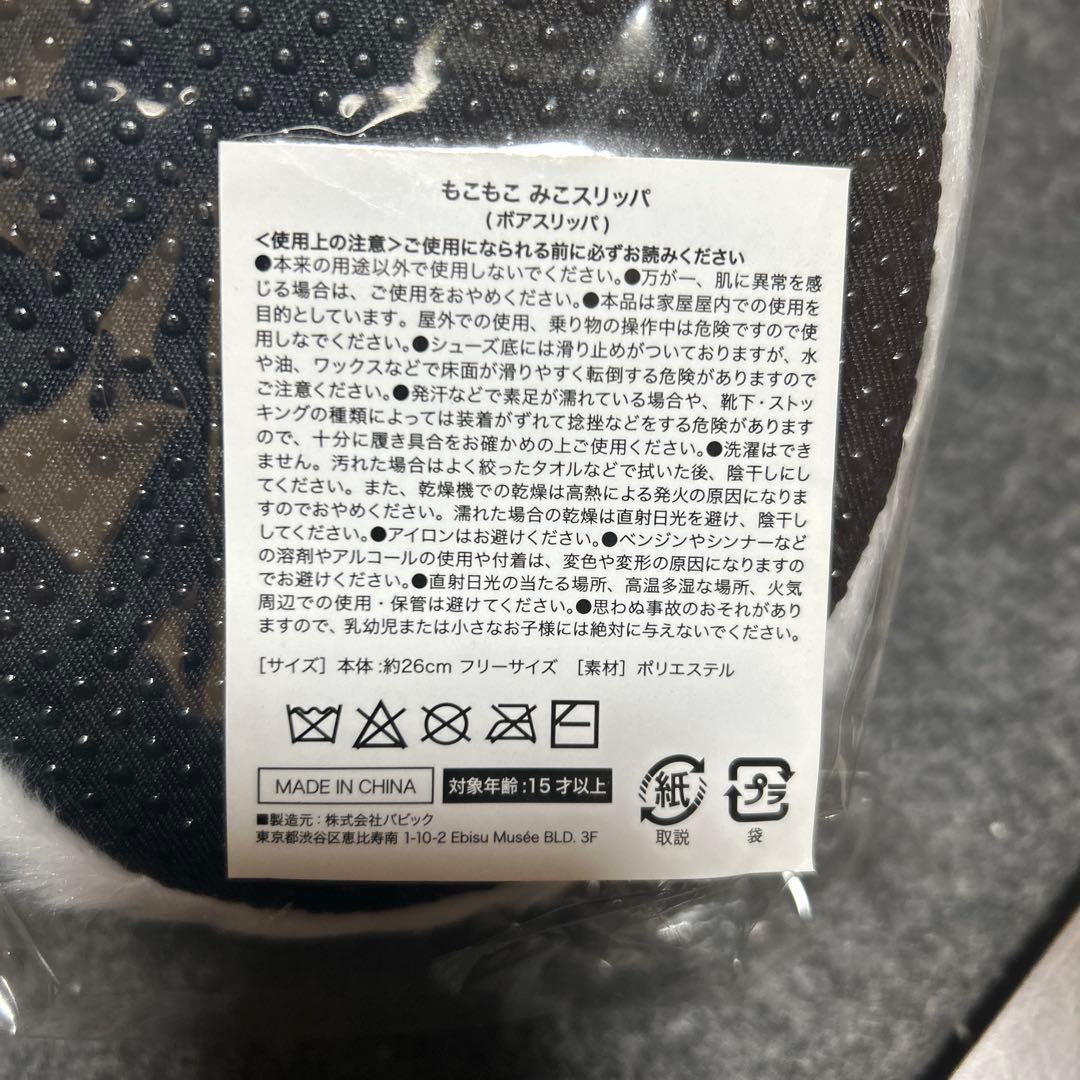 もこもこ みこスリッパ
(ボアスリッパ)
<使用上の注意>ご使用になられる前に必ずお読みください
●本来の用途以外で使用しないでください。●万が一、肌に異常を感
じる場合は、ご使用をおやめください。●本品は家屋屋内での使用を
目的としています。屋外での使用、乗り物の操作中は危険ですので使
用しなでください。●シューズ底には滑り止めがついておりますが、水
や油、ワックスなどで床面が滑りやすく転倒する危険がありますので
ご注意ください。●発汗などで素足が濡れている場合や、靴下・ストッ
キングの種類によっては装着がずれて捻挫などをする危険があります
ので、十分に履き具合をお確かめの上ご使用ください。●洗濯はでき
ません。汚れた場合はよく絞ったタオルなどで拭いた後、陰干しにし
てください。また、乾燥機での乾燥は高熱による発火の原因になりま
すのでおやめください。濡れた場合の乾燥は直射日光を避け、陰干し
してください。●アイロンはお避けください。●ベンジンやシンナーなど
の溶剤やアルコールの使用や付着は、変色や変形の原因になりますの
でお避けください。●直射日光の当たる場所、高温多湿な場所、火気
周辺での使用・保管は避けてください。●思わぬ事故のおそれがあり
ますので、乳幼児または小さなお子様には絶対に与えないでください。
[サイズ] 本体:約26cm フリーサイズ [素材] ポリエステル
MADE IN CHINA 対象年齢:15才以上
紙 プラ
取説 袋
■製造元:株式会社バビック
東京都渋谷区恵比寿南 1-10-2 Ebisu Musée BLD. 3F